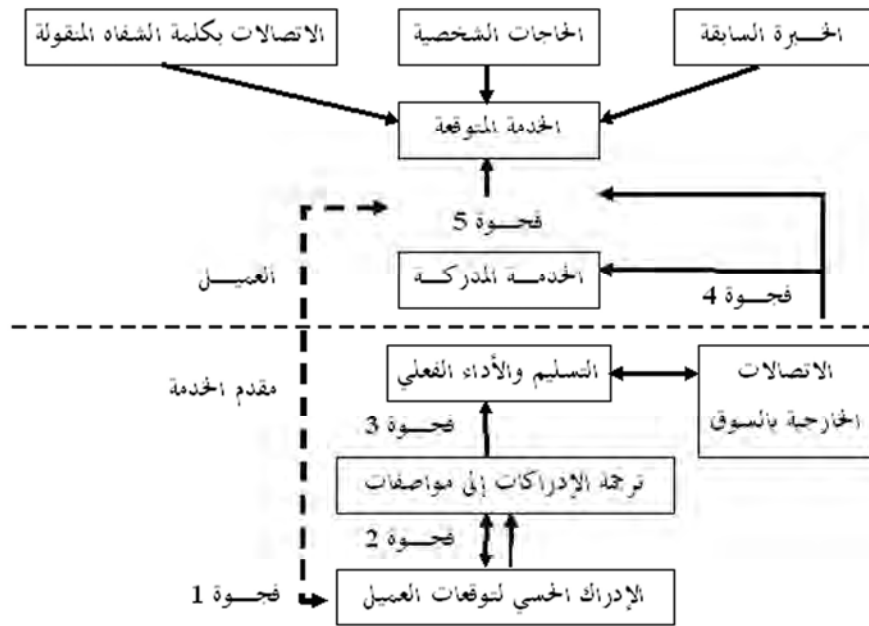 الخبرة السابقة
الحاجات الشخصية
الاتصالات بكلمة الشفاه المنقولة
الخدمة المتوقعة
فجوة 5
العميل
الخدمة المدركة
فجوة 4
مقدم الخدمة
التسليم والأداء الفعلي
الاتصالات
الخارجية بالسوق
فجوة 3
ترجمة الإدراكات إلى مواصفات
فجوة 2
فجوة 1
الإدراك الحسي لتوقعات العميل